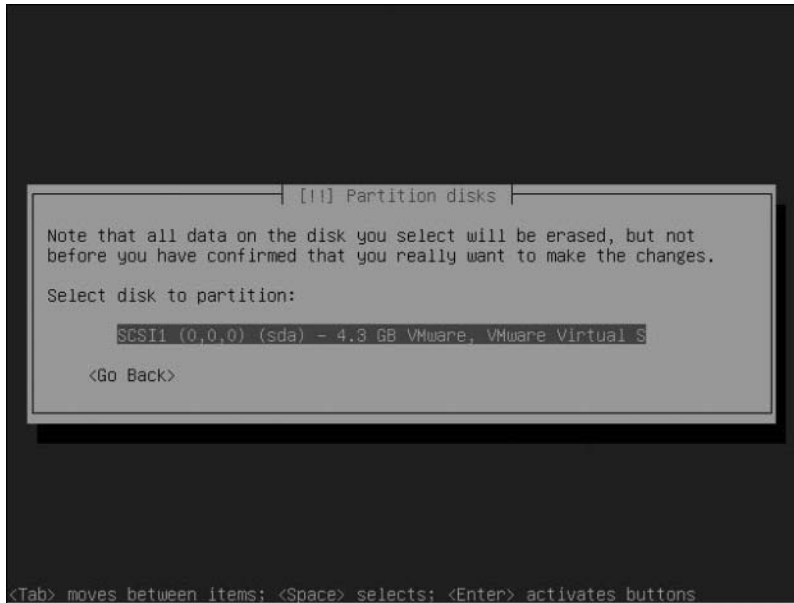 [!!] Partition disks
Note that all data on the disk you select will be erased, but not
before you have confirmed that you really want to make the changes.
Select disk to partition:
SCSI1 (0,0,0) (sda) - 4.3 GB VMware, VMware Virtual S
<Go Back>
<Tab> moves between items; <Space> selects; <Enter> activates buttons